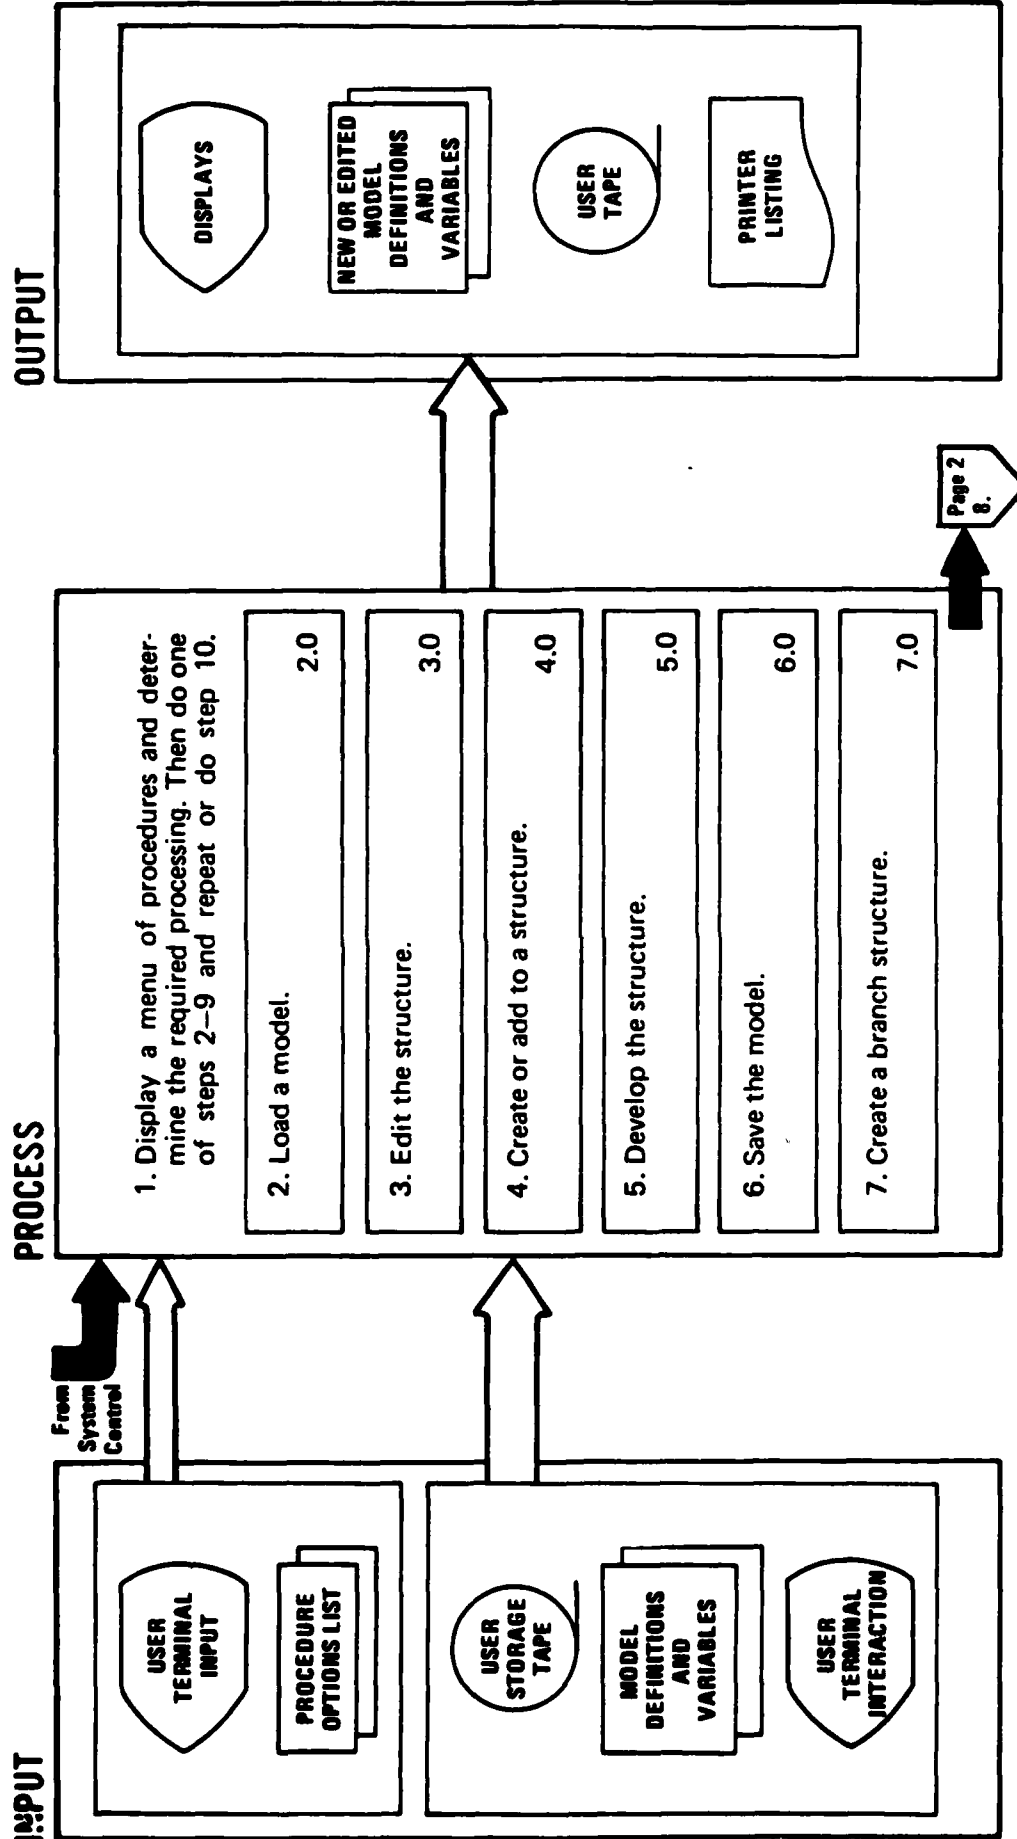 INPUT
USER
TERMINAL
INPUT
PROCEDURE
OPTIONS LIST
USER
STORAGE
TAPE
MODEL
DEFINITIONS
AND
VARIABLES
USER
TERMINAL
INTERACTION
From
System
Control
PROCESS
1. Display a menu of procedures and deter-
mine the required processing. Then do one
of steps 2–9 and repeat or do step 10.
2. Load a model.
2.0
3. Edit the structure.
3.0
4. Create or add to a structure.
4.0
5. Develop the structure.
5.0
6. Save the model.
6.0
7. Create a branch structure.
7.0
Page 2
8.
OUTPUT
DISPLAYS
NEW OR EDITED
MODEL
DEFINITIONS
AND
VARIABLES
USER
TAPE
PRINTER
LISTING